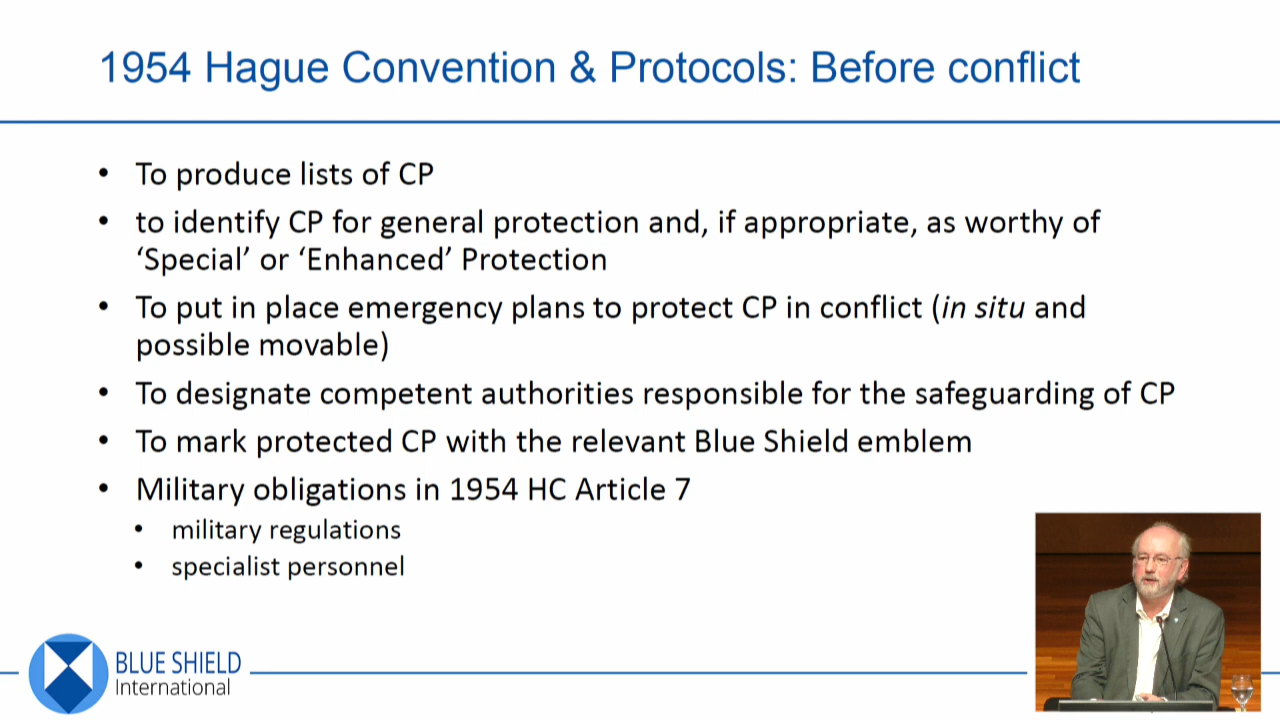 1954 Hague Convention & Protocols: Before conflict
• To produce lists of CP
• to identify CP for general protection and, if appropriate, as worthy of
‘Special’ or ‘Enhanced’ Protection
• To put in place emergency plans to protect CP in conflict (in situ and
possible movable)
• To designate competent authorities responsible for the safeguarding of CP
• To mark protected CP with the relevant Blue Shield emblem
• Military obligations in 1954 HC Article 7
• military regulations
• specialist personnel
BLUE SHIELD
International